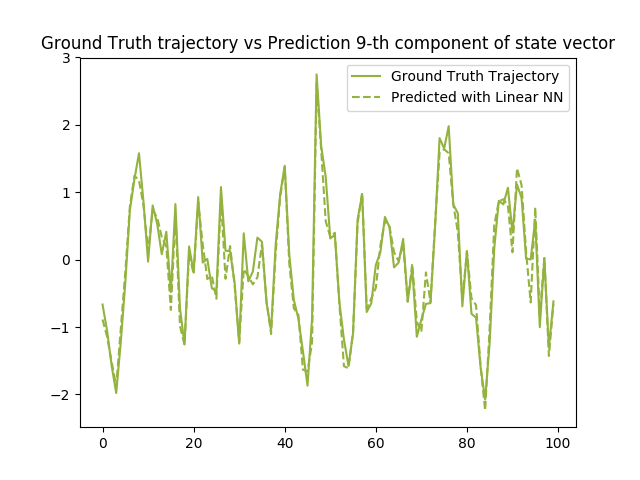 Ground Truth trajectory vs Prediction 9-th component of state vector
Ground Truth Trajectory
Predicted with Linear NN
3
2
1
0
−1
−2
0 20 40 60 80 100